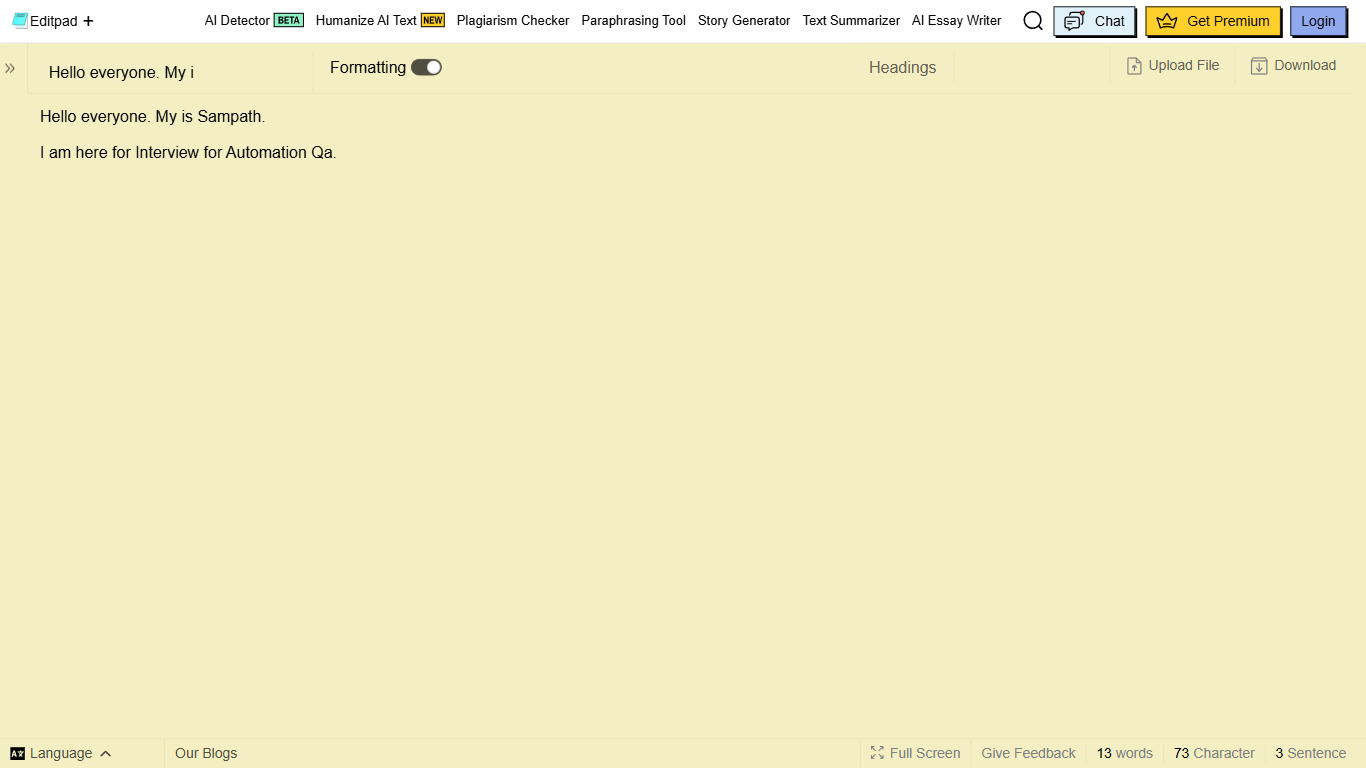 Editpad +
AI Detector BETA
Humanize AI Text NEW
Plagiarism Checker
Paraphrasing Tool
Story Generator
Text Summarizer
AI Essay Writer
Chat
Get Premium
Login
Hello everyone. My i
Formatting
Headings
Upload File
Download
Hello everyone. My is Sampath.
I am here for Interview for Automation Qa.
Language
Our Blogs
Full Screen
Give Feedback
13 words
73 Character
3 Sentence